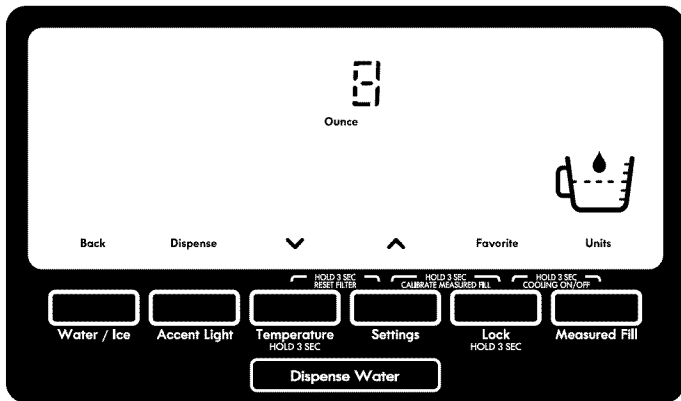 8
Ounce
Back Dispense Favorite Units
HOLD 3 SEC HOLD 3 SEC HOLD 3 SEC
RESET FILTER CALIBRATE MEASURED FILL COOLING ON/OFF
Water / Ice Accent Light Temperature Settings Lock Measured Fill
HOLD 3 SEC HOLD 3 SEC
Dispense Water